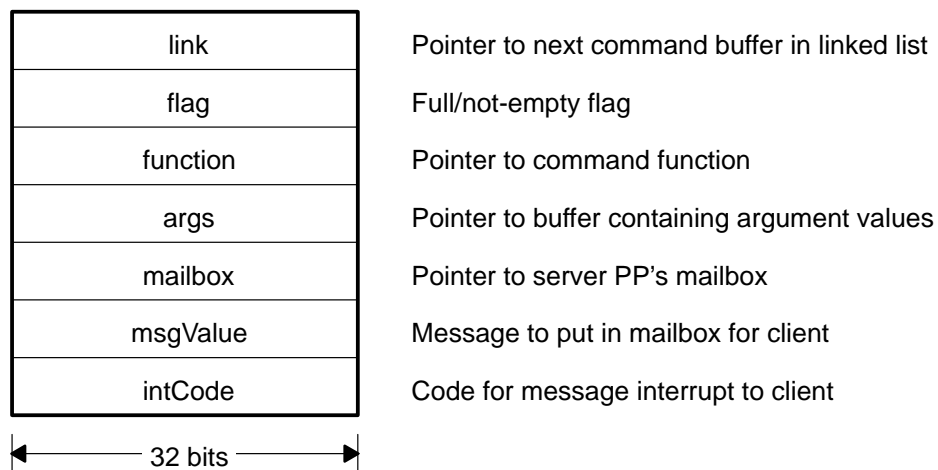 link Pointer to next command buffer in linked list
flag Full/not-empty flag
function Pointer to command function
args Pointer to buffer containing argument values
mailbox Pointer to server PP's mailbox
msgValue Message to put in mailbox for client
intCode Code for message interrupt to client
32 bits